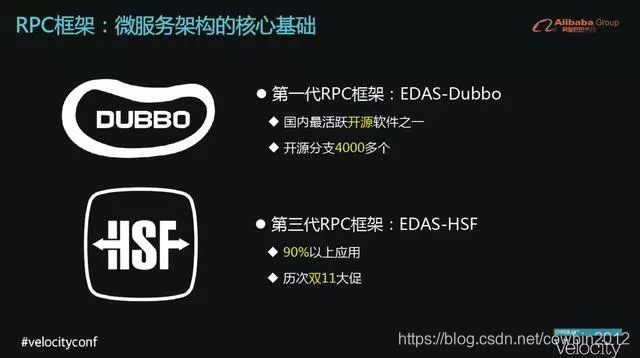 RPC框架：微服务架构的核心基础
Alibaba Group
阿里巴巴集团
DUBBO
● 第一代RPC框架：EDAS-Dubbo
◆ 国内最活跃开源软件之一
◆ 开源分支4000多个
HSF
● 第三代RPC框架：EDAS-HSF
◆ 90%以上应用
◆ 历次双11大促
https://blog.csdn.net/cowbin2012
#velocityconf
O'REILLY
Velocity